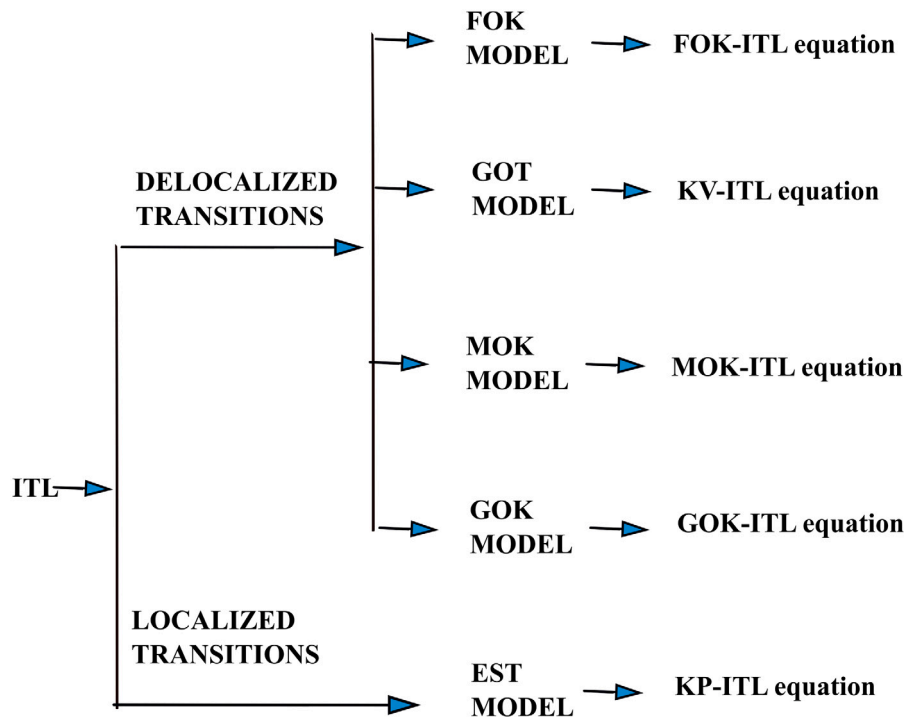 FOK
MODEL
FOK-ITL equation
DELOCALIZED
TRANSITIONS
GOT
MODEL
KV-ITL equation
MOK
MODEL
MOK-ITL equation
ITL
GOK
MODEL
GOK-ITL equation
LOCALIZED
TRANSITIONS
EST
MODEL
KP-ITL equation